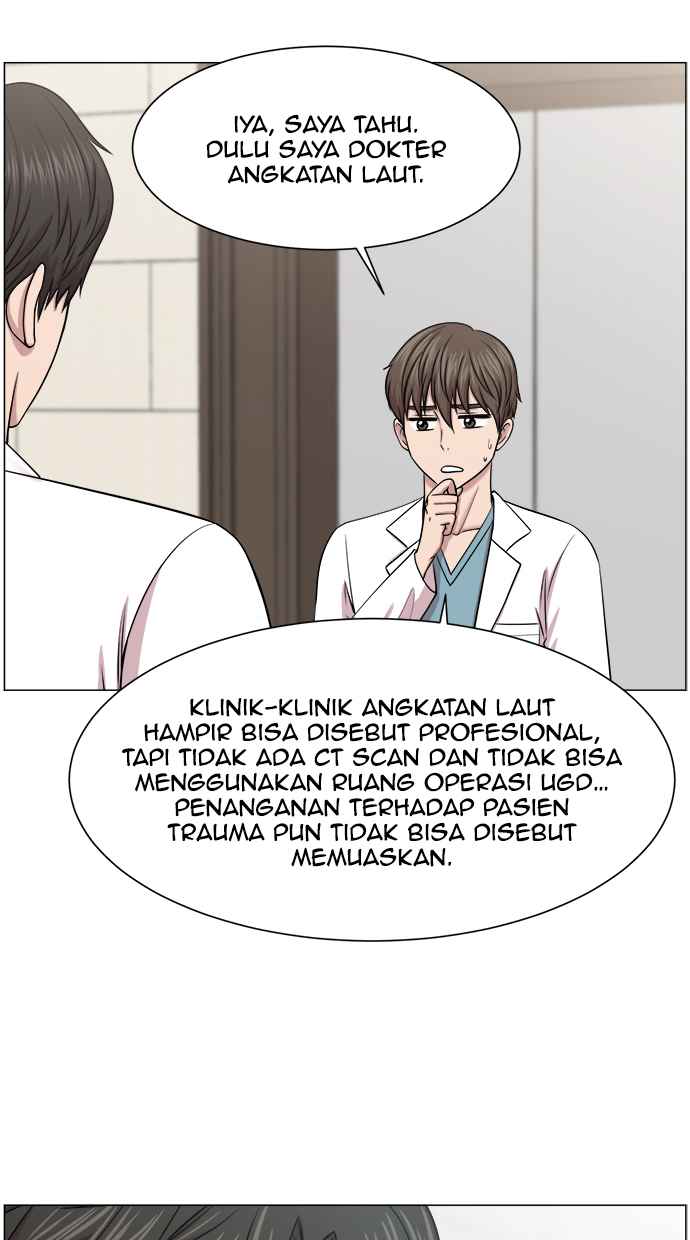 IYA, SAYA TAHU.
DULU SAYA DOKTER
ANGKATAN LAUT.
KLINIK-KLINIK ANGKATAN LAUT
HAMPIR BISA DISEBUT PROFESIONAL,
TAPI TIDAK ADA CT SCAN DAN TIDAK BISA
MENGGUNAKAN RUANG OPERASI UGD...
PENANGANAN TERHADAP PASIEN
TRAUMA PUN TIDAK BISA DISEBUT
MEMUASKAN.